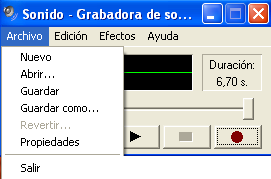 Sonido - Grabadora de so...
Archivo Edición Efectos Ayuda
Nuevo
Abrir...
Guardar
Guardar como...
Revertir...
Propiedades
Salir
Duración:
6,70 s.